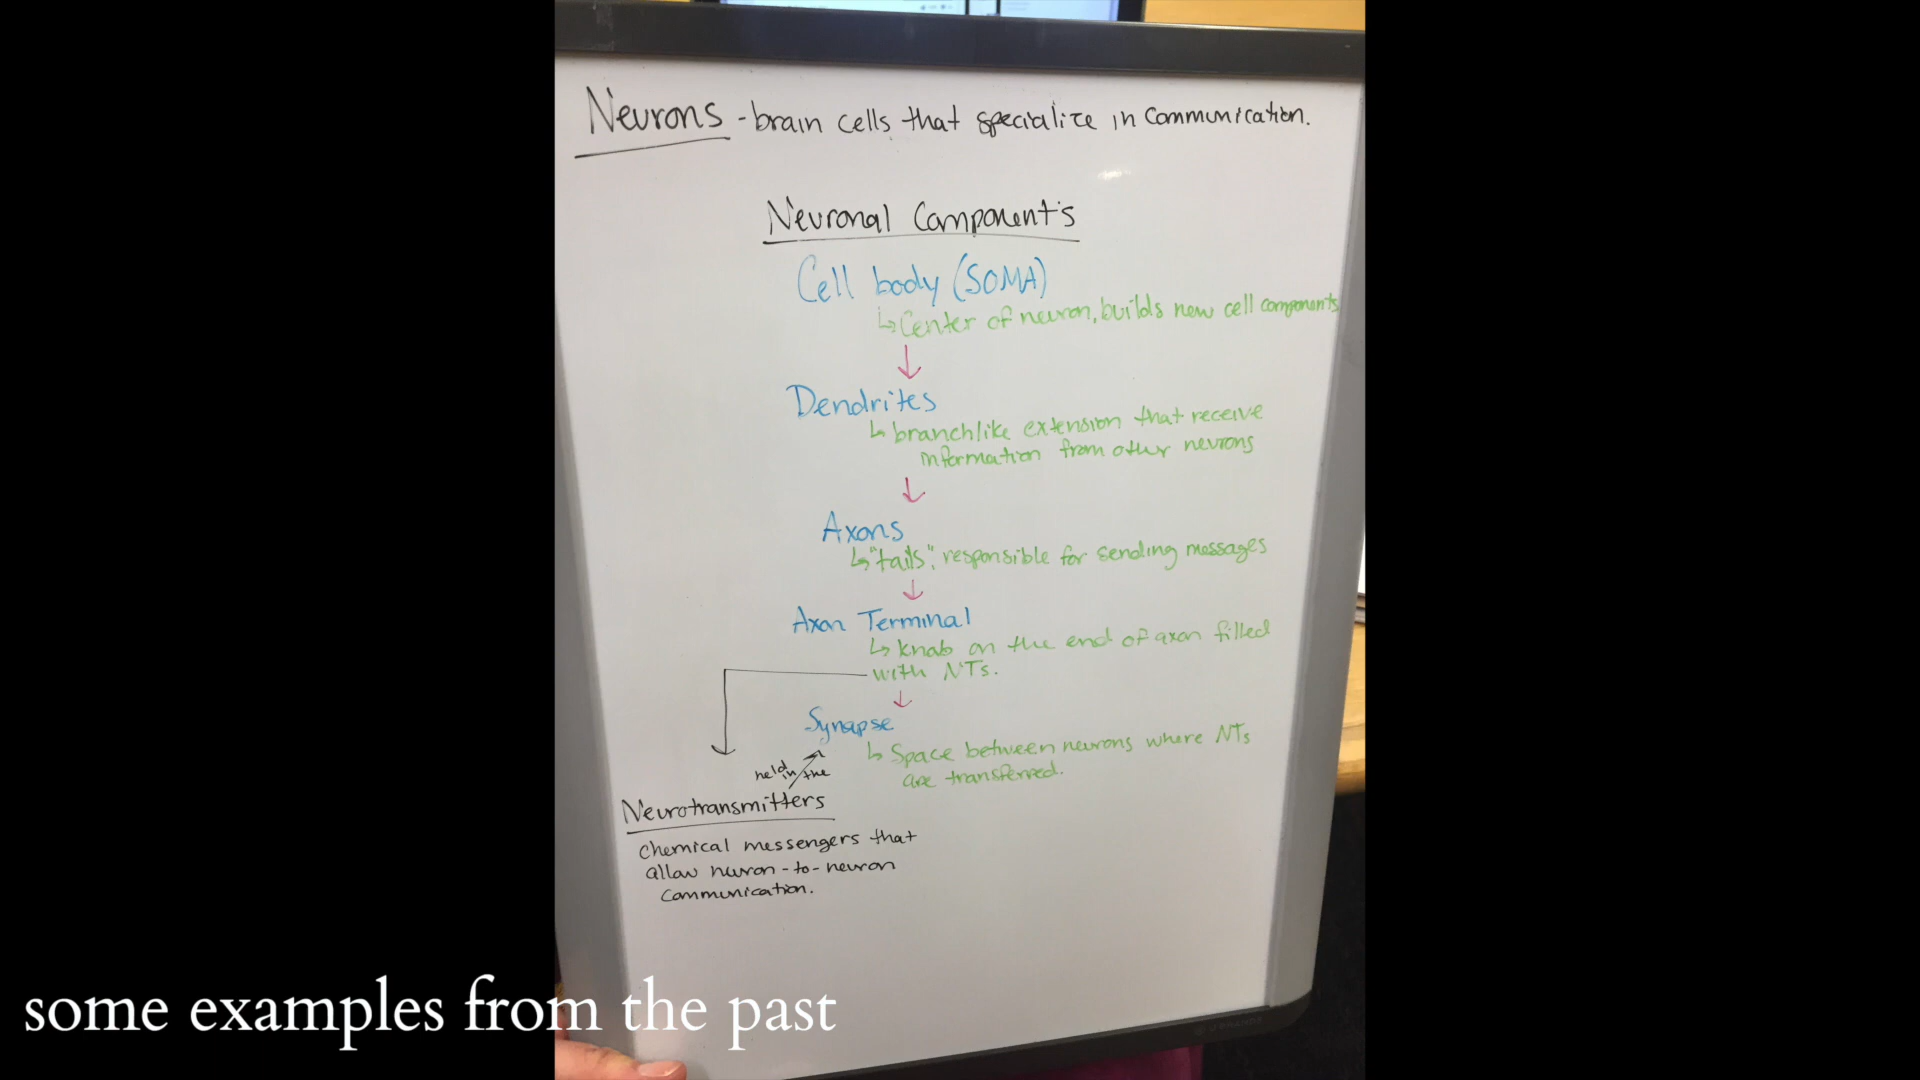 Neurons - brain cells that specialize in communication.
Neuronal Components
Cell body (SOMA)
↳ Center of neuron, builds new cell components
↓
Dendrites
↳ branchlike extension that receive
information from other neurons
↓
Axons
↳ "tails", responsible for sending messages
↓
Axon Terminal
↳ knob on the end of axon filled
with NTs.
↓
Synapse
↳ Space between neurons where NTs
are transferred.
held in the
Neurotransmitters
chemical messengers that
allow neuron-to-neuron
communication.
some examples from the past